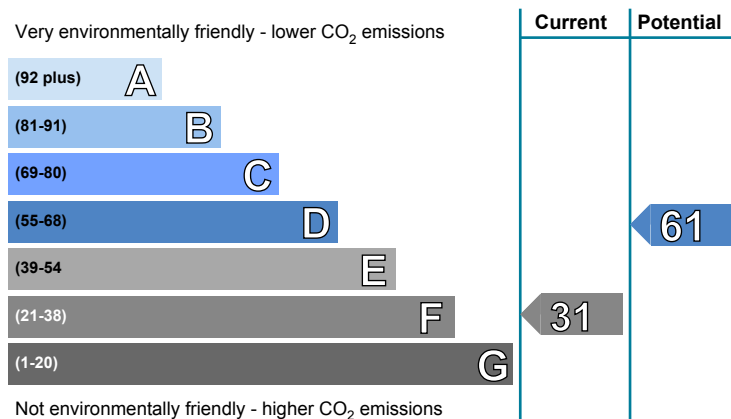 Current Potential
Very environmentally friendly - lower CO2 emissions
(92 plus) A
(81-91) B
(69-80) C
(55-68) D 61
(39-54 E
(21-38) F 31
(1-20) G
Not environmentally friendly - higher CO2 emissions